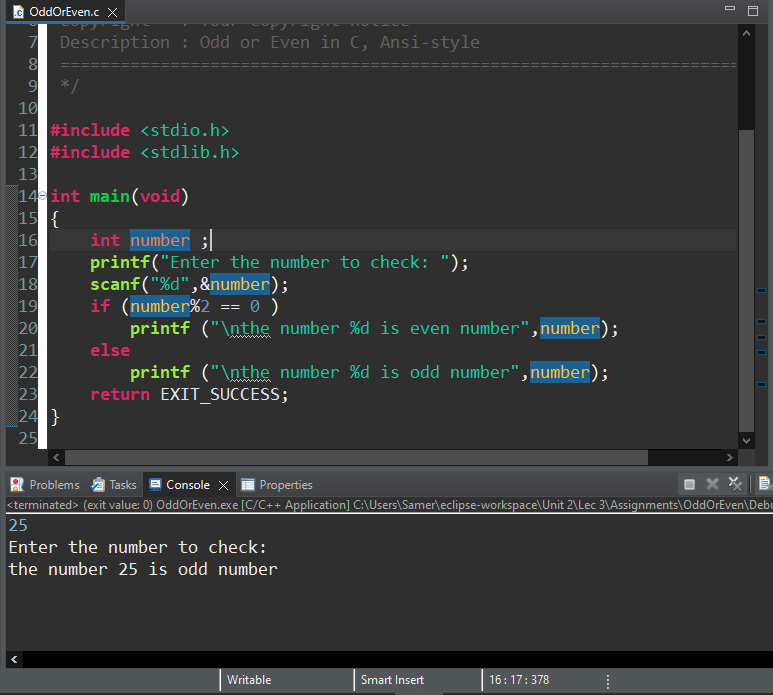 OddOrEven.c
7 Description : Odd or Even in C, Ansi-style
8 ====================================================================
9 */
10
11 #include <stdio.h>
12 #include <stdlib.h>
13
14 int main(void)
15 {
16     int number ;
17     printf("Enter the number to check: ");
18     scanf("%d",&number);
19     if (number%2 == 0 )
20         printf ("\nthe number %d is even number",number);
21     else
22         printf ("\nthe number %d is odd number",number);
23     return EXIT_SUCCESS;
24 }
25
Problems Tasks Console Properties
<terminated> (exit value: 0) OddOrEven.exe [C/C++ Application] C:\Users\Samer\eclipse-workspace\Unit 2\Lec 3\Assignments\OddOrEven\Debu
25
Enter the number to check:
the number 25 is odd number
Writable Smart Insert 16 : 17 : 378